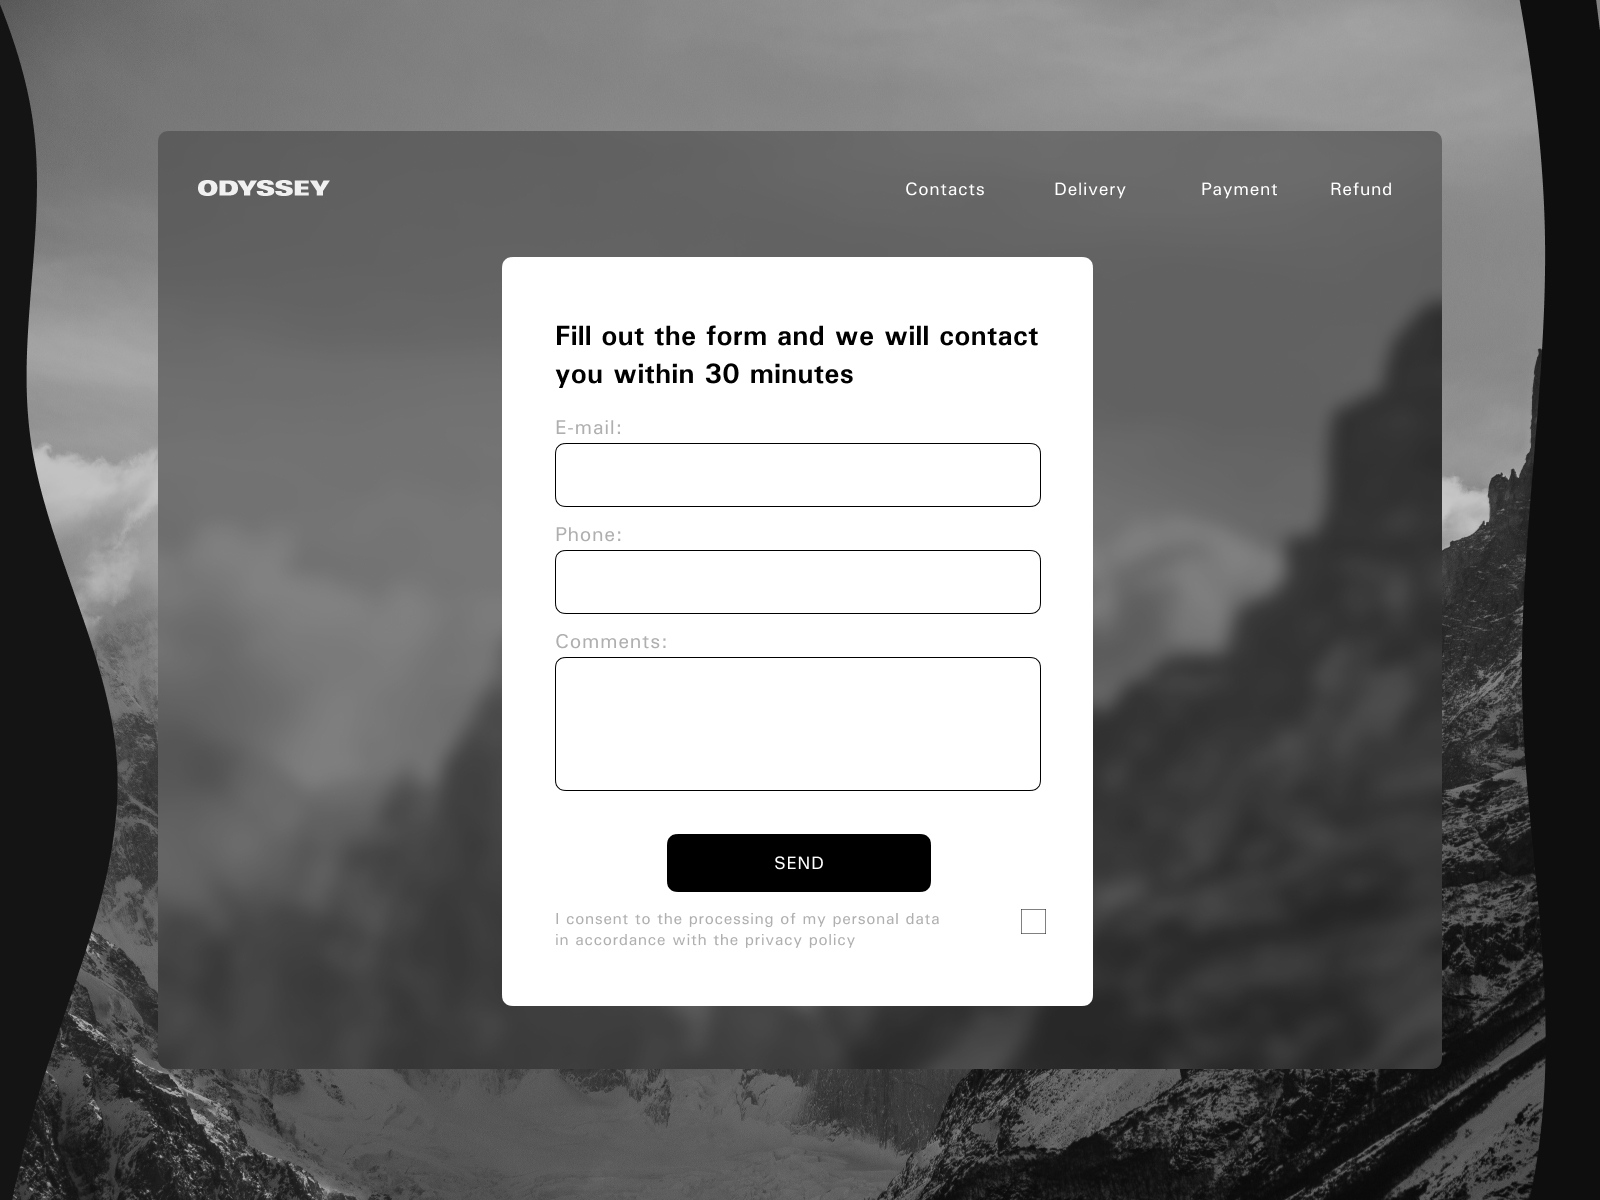 ODYSSEY
Contacts Delivery Payment Refund
Fill out the form and we will contact
you within 30 minutes
E-mail:
Phone:
Comments:
SEND
I consent to the processing of my personal data
in accordance with the privacy policy